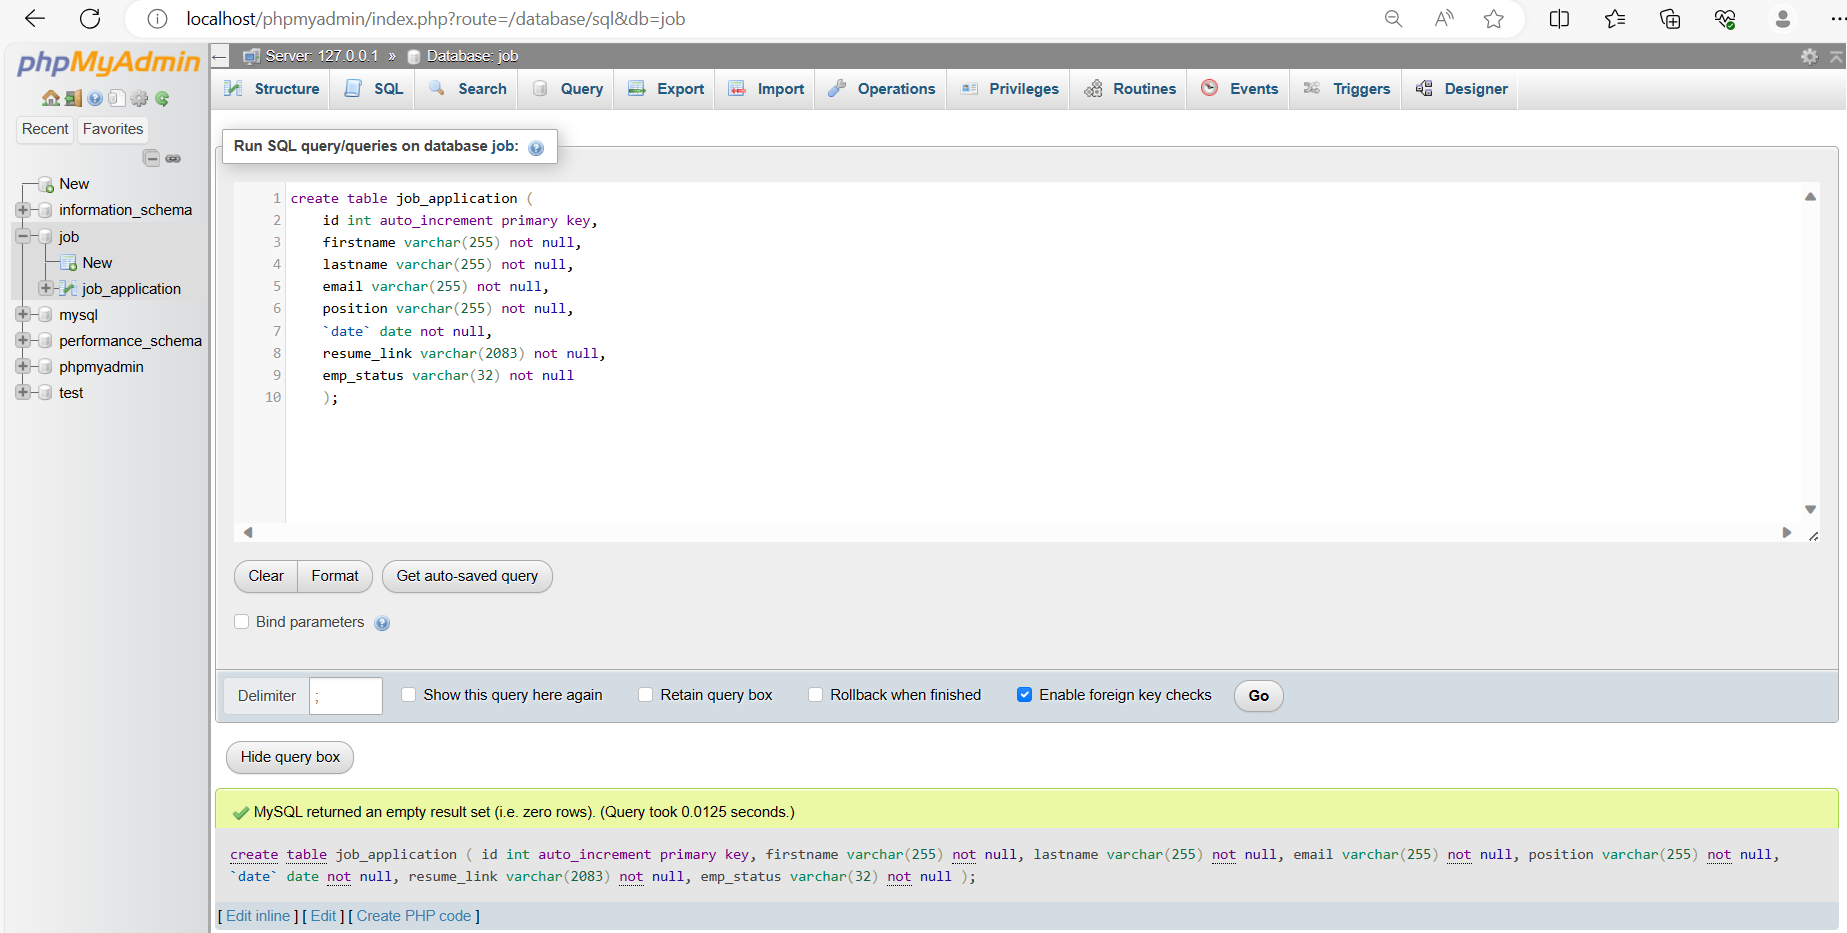 localhost/phpmyadmin/index.php?route=/database/sql&db=job
phpMyAdmin
Recent
Favorites
New
information_schema
job
New
job_application
mysql
performance_schema
phpmyadmin
test
Server: 127.0.0.1 » Database: job
Structure
SQL
Search
Query
Export
Import
Operations
Privileges
Routines
Events
Triggers
Designer
Run SQL query/queries on database job:
1 create table job_application (
2 id int auto_increment primary key,
3 firstname varchar(255) not null,
4 lastname varchar(255) not null,
5 email varchar(255) not null,
6 position varchar(255) not null,
7 `date` date not null,
8 resume_link varchar(2083) not null,
9 emp_status varchar(32) not null
10 );
Clear
Format
Get auto-saved query
Bind parameters
Delimiter ;
Show this query here again
Retain query box
Rollback when finished
Enable foreign key checks
Go
Hide query box
MySQL returned an empty result set (i.e. zero rows). (Query took 0.0125 seconds.)
create table job_application ( id int auto_increment primary key, firstname varchar(255) not null, lastname varchar(255) not null, email varchar(255) not null, position varchar(255) not null,
`date` date not null, resume_link varchar(2083) not null, emp_status varchar(32) not null );
[ Edit inline ] [ Edit ] [ Create PHP code ]